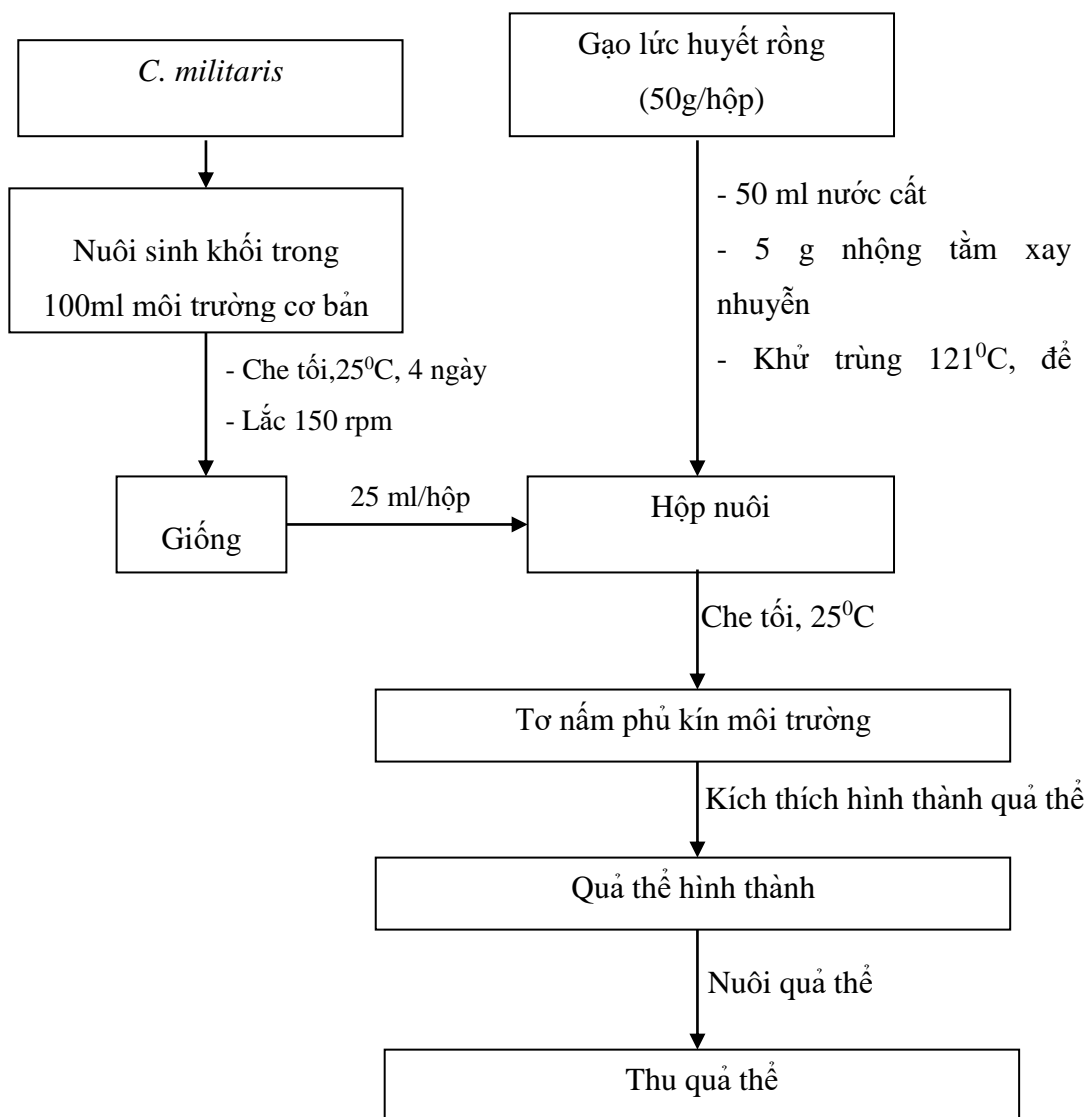 C. militaris
Gạo lức huyết rồng
(50g/hộp)
- 50 ml nước cất
- 5 g nhộng tằm xay
nhuyễn
- Khử trùng 121⁰C, để
Nuôi sinh khối trong
100ml môi trường cơ bản
- Che tối,25⁰C, 4 ngày
- Lắc 150 rpm
Giống
25 ml/hộp
Hộp nuôi
Che tối, 25⁰C
Tơ nấm phủ kín môi trường
Kích thích hình thành quả thể
Quả thể hình thành
Nuôi quả thể
Thu quả thể